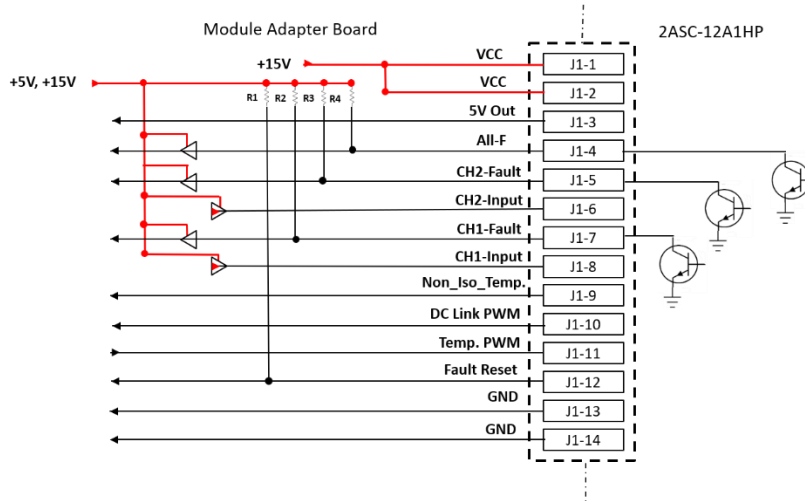 Module Adapter Board
2ASC-12A1HP
VCC
J1-1
+15V
+5V, +15V
VCC
J1-2
R1
R2
R3
R4
5V Out
J1-3
All-F
J1-4
CH2-Fault
J1-5
CH2-Input
J1-6
CH1-Fault
J1-7
CH1-Input
J1-8
Non_Iso_Temp.
J1-9
DC Link PWM
J1-10
Temp. PWM
J1-11
Fault Reset
J1-12
GND
J1-13
GND
J1-14